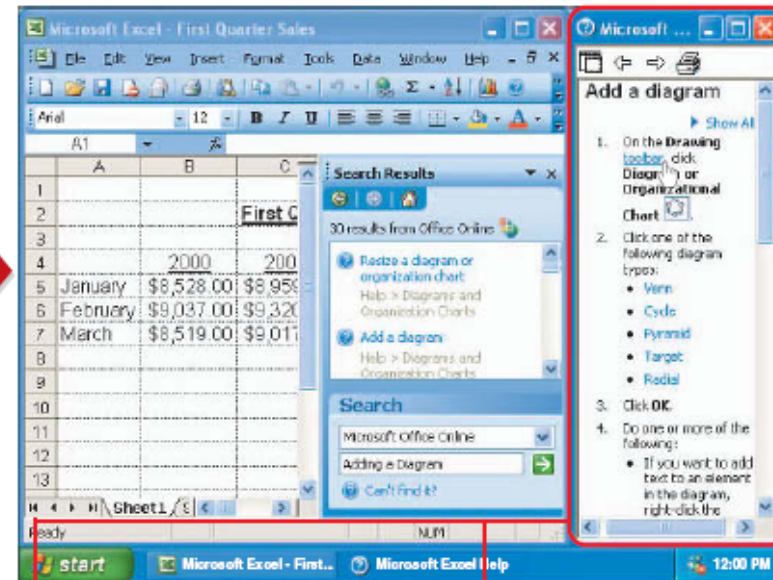 Microsoft Excel - First Quarter Sales
File Edit View Insert Format Tools Data Window Help
Arial 12 B I U
A1 fx
A B C
1
2 First Q
3
4 2000 200
5 January $8,528.00 $8,959
6 February $9,037.00 $9,320
7 March $8,519.00 $9,017
8
9
10
11
12
13
Sheet1
Ready NUM
Search Results
30 results from Office Online
Resize a diagram or
organization chart
Help > Diagrams and
Organization Charts
Add a diagram
Help > Diagrams and
Organization Charts
Search
Microsoft Office Online
Adding a Diagram
Can't find it?
Microsoft ...
Add a diagram
Show All
1. On the Drawing
toolbar, click
or
Organizational
Chart
2. Click one of the
following diagram
types:
• Venn
• Cycle
• Pyramid
• Target
• Radial
3. Click OK.
4. Do one or more of the
following:
• If you want to add
text to an element
in the diagram,
right-click the
start Microsoft Excel - First... Microsoft Excel Help 12:00 PM